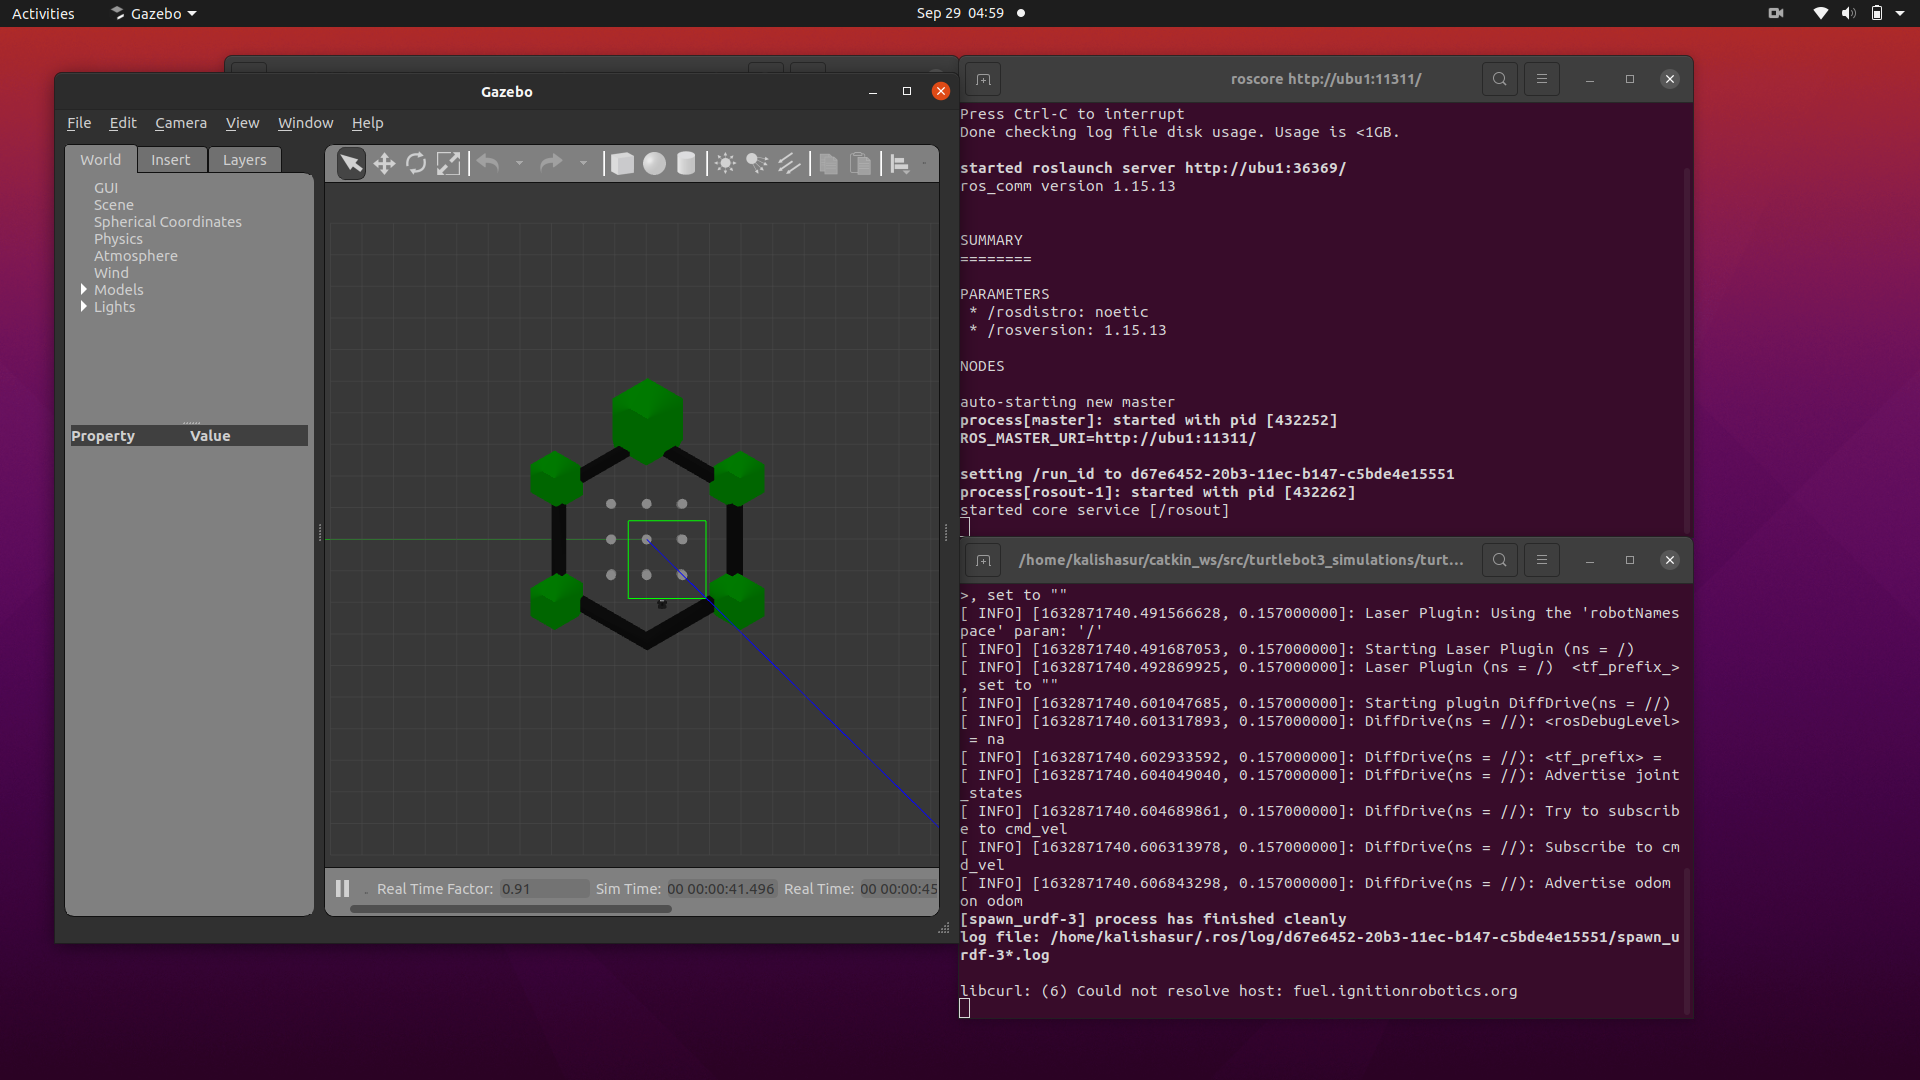 Activities
Gazebo
Sep 29 04:59
Gazebo
File Edit Camera View Window Help
World Insert Layers
GUI
Scene
Spherical Coordinates
Physics
Atmosphere
Wind
Models
Lights
Property Value
Real Time Factor: 0.91 Sim Time: 00 00:00:41.496 Real Time: 00 00:00:45
roscore http://ubu1:11311/
Press Ctrl-C to interrupt
Done checking log file disk usage. Usage is <1GB.
started roslaunch server http://ubu1:36369/
ros_comm version 1.15.13
SUMMARY
========
PARAMETERS
* /rosdistro: noetic
* /rosversion: 1.15.13
NODES
auto-starting new master
process[master]: started with pid [432252]
ROS_MASTER_URI=http://ubu1:11311/
setting /run_id to d67e6452-20b3-11ec-b147-c5bde4e15551
process[rosout-1]: started with pid [432262]
started core service [/rosout]
/home/kalishasur/catkin_ws/src/turtlebot3_simulations/turt...
>, set to ""
[ INFO] [1632871740.491566628, 0.157000000]: Laser Plugin: Using the 'robotNames
pace' param: '/'
[ INFO] [1632871740.491687053, 0.157000000]: Starting Laser Plugin (ns = /)
[ INFO] [1632871740.492869925, 0.157000000]: Laser Plugin (ns = /)  <tf_prefix_>
, set to ""
[ INFO] [1632871740.601047685, 0.157000000]: Starting plugin DiffDrive(ns = //)
[ INFO] [1632871740.601317893, 0.157000000]: DiffDrive(ns = //): <rosDebugLevel>
= na
[ INFO] [1632871740.602933592, 0.157000000]: DiffDrive(ns = //): <tf_prefix> =
[ INFO] [1632871740.604049040, 0.157000000]: DiffDrive(ns = //): Advertise joint
_states
[ INFO] [1632871740.604689861, 0.157000000]: DiffDrive(ns = //): Try to subscrib
e to cmd_vel
[ INFO] [1632871740.606313978, 0.157000000]: DiffDrive(ns = //): Subscribe to cm
d_vel
[ INFO] [1632871740.606843298, 0.157000000]: DiffDrive(ns = //): Advertise odom
on odom
[spawn_urdf-3] process has finished cleanly
log file: /home/kalishasur/.ros/log/d67e6452-20b3-11ec-b147-c5bde4e15551/spawn_u
rdf-3*.log
libcurl: (6) Could not resolve host: fuel.ignitionrobotics.org